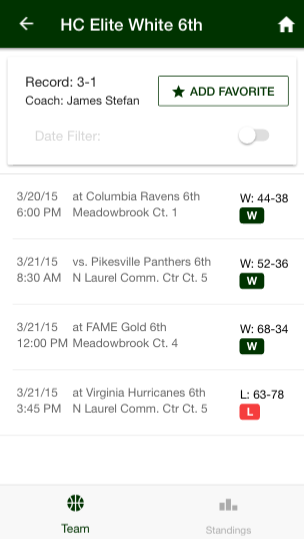 HC Elite White 6th
Record: 3-1
Coach: James Stefan
ADD FAVORITE
Date Filter:
3/20/15 at Columbia Ravens 6th W: 44-38
6:00 PM Meadowbrook Ct. 1 W
3/21/15 vs. Pikesville Panthers 6th W: 52-36
8:30 AM N Laurel Comm. Ctr Ct. 5 W
3/21/15 at FAME Gold 6th W: 68-34
12:00 PM Meadowbrook Ct. 4 W
3/21/15 at Virginia Hurricanes 6th L: 63-78
3:45 PM N Laurel Comm. Ctr Ct. 5 L
Team Standings